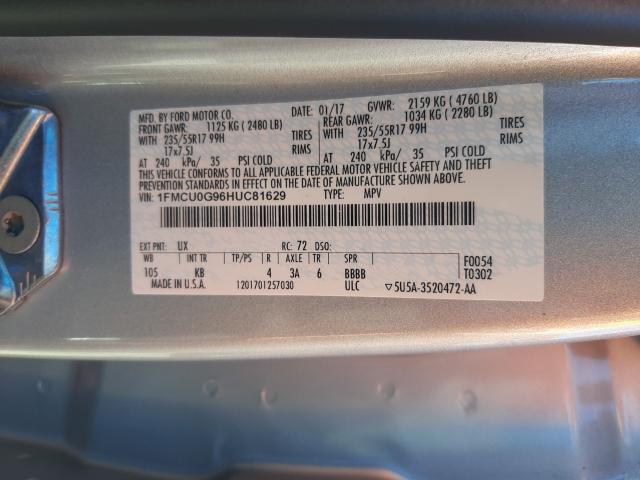 MFD. BY FORD MOTOR CO.
DATE: 01/17 GVWR: 2159 KG ( 4760 LB)
FRONT GAWR: 1125 KG ( 2480 LB) REAR GAWR: 1034 KG ( 2280 LB)
WITH 235/55R17 99H TIRES WITH 235/55R17 99H TIRES
17x7.5J RIMS 17x7.5J RIMS
AT 240 kPa/ 35 PSI COLD AT 240 kPa/ 35 PSI COLD
THIS VEHICLE CONFORMS TO ALL APPLICABLE FEDERAL MOTOR VEHICLE SAFETY AND THEFT
PREVENTION STANDARDS IN EFFECT ON THE DATE OF MANUFACTURE SHOWN ABOVE.
VIN: 1FMCU0G96HUC81629 TYPE: MPV
EXT PNT: UX RC: 72 DSO:
WB INT TR TP/PS R AXLE TR SPR F0054
105 KB 4 3A 6 BBBB T0302
MADE IN U.S.A. 1201701257030 ULC ▽5U5A-3520472-AA